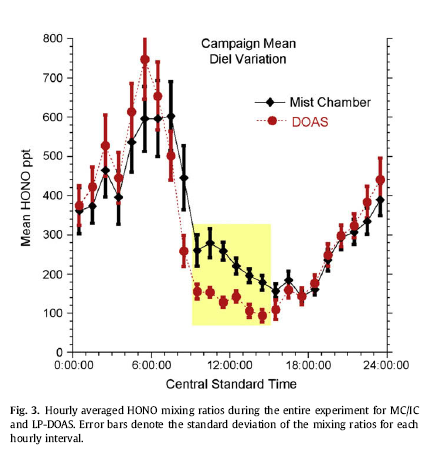 800
700
600
500
400
300
200
100
0
Mean HONO ppt
Campaign Mean
Diel Variation
Mist Chamber
DOAS
0:00:00
6:00:00
12:00:00
18:00:00
24:00:00
Central Standard Time
Fig. 3. Hourly averaged HONO mixing ratios during the entire experiment for MC/IC
and LP-DOAS. Error bars denote the standard deviation of the mixing ratios for each
hourly interval.